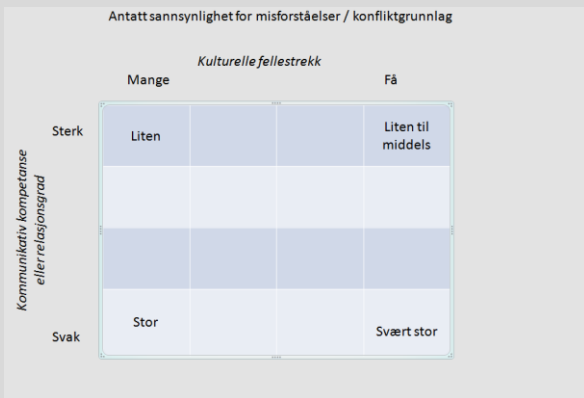 Antatt sannsynlighet for misforståelser / konfliktgrunnlag
Kulturelle fellestrekk
Mange
Få
Sterk
Liten
Liten til
middels
Kommunikativ kompetanse
eller relasjonsgrad
Stor
Svært stor
Svak